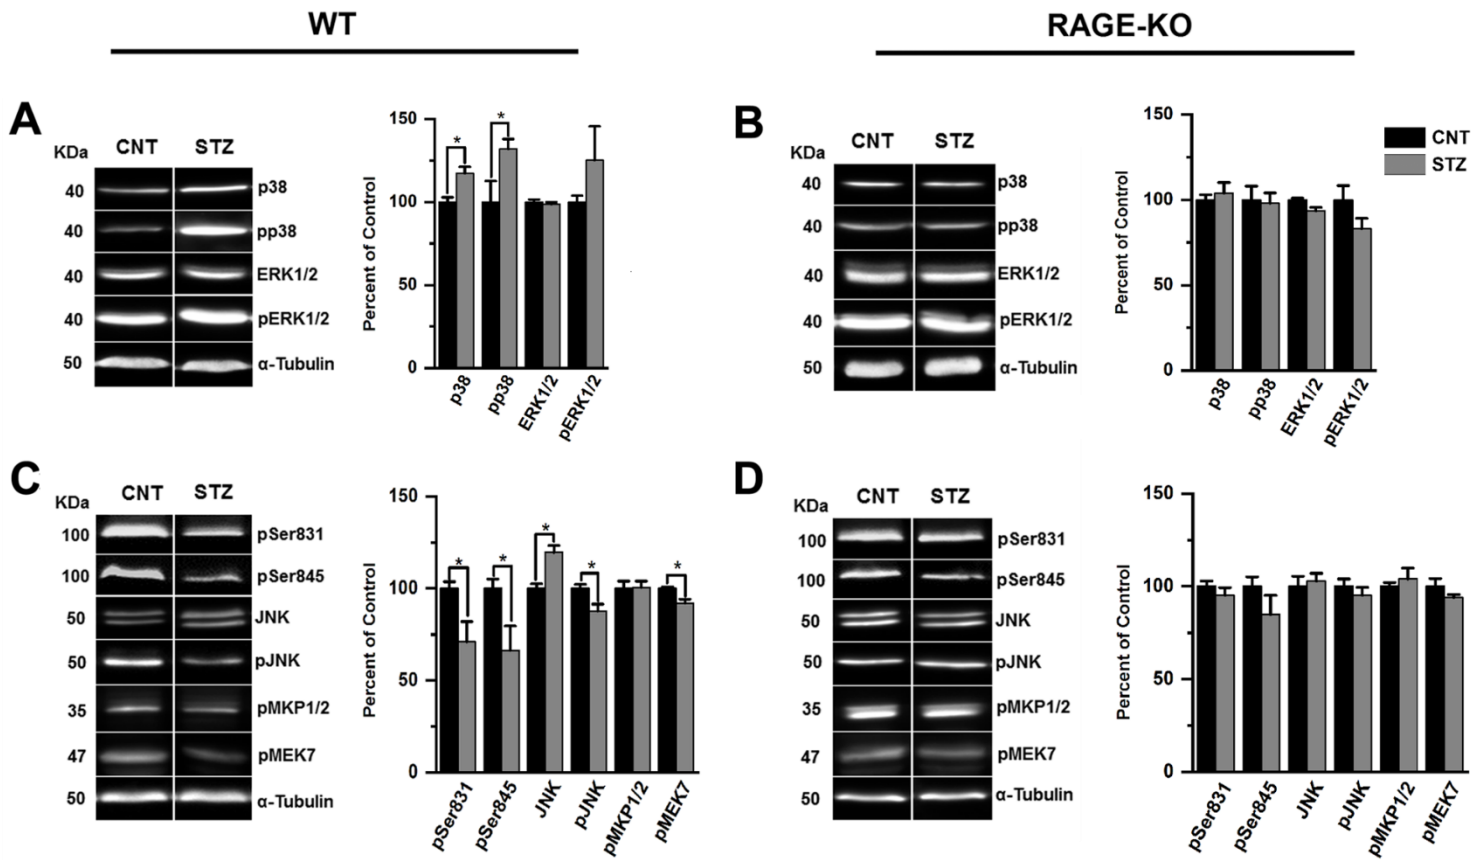 WT
RAGE-KO
A
KDa
CNT
STZ
40
p38
40
pp38
40
ERK1/2
40
pERK1/2
50
α-Tubulin
Percent of Control
150
100
50
0
*
*
p38
pp38
ERK1/2
pERK1/2
B
KDa
CNT
STZ
40
p38
40
pp38
40
ERK1/2
40
pERK1/2
50
α-Tubulin
Percent of Control
150
100
50
0
p38
pp38
ERK1/2
pERK1/2
CNT
STZ
C
KDa
CNT
STZ
100
pSer831
100
pSer845
50
JNK
50
pJNK
35
pMKP1/2
47
pMEK7
50
α-Tubulin
Percent of Control
150
100
50
0
*
*
*
*
*
pSer831
pSer845
JNK
pJNK
pMKP1/2
pMEK7
D
KDa
CNT
STZ
100
pSer831
100
pSer845
50
JNK
50
pJNK
35
pMKP1/2
47
pMEK7
50
α-Tubulin
Percent of Control
150
100
50
0
pSer831
pSer845
JNK
pJNK
pMKP1/2
pMEK7